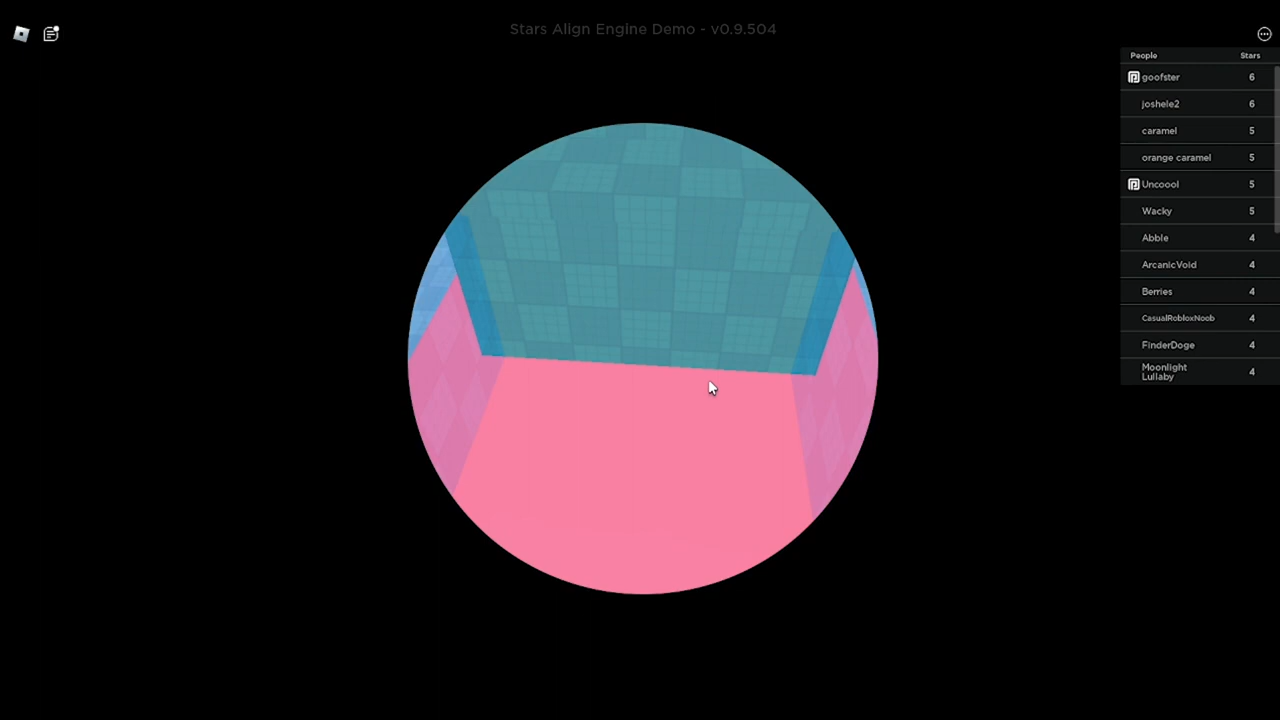 Stars Align Engine Demo - v0.9.504
People Stars
goofster 6
joshele2 6
caramel 5
orange caramel 5
Uncoool 5
Wacky 5
Abble 4
ArcanicVoid 4
Berries 4
CasualRobloxNoob 4
FinderDoge 4
Moonlight
Lullaby 4